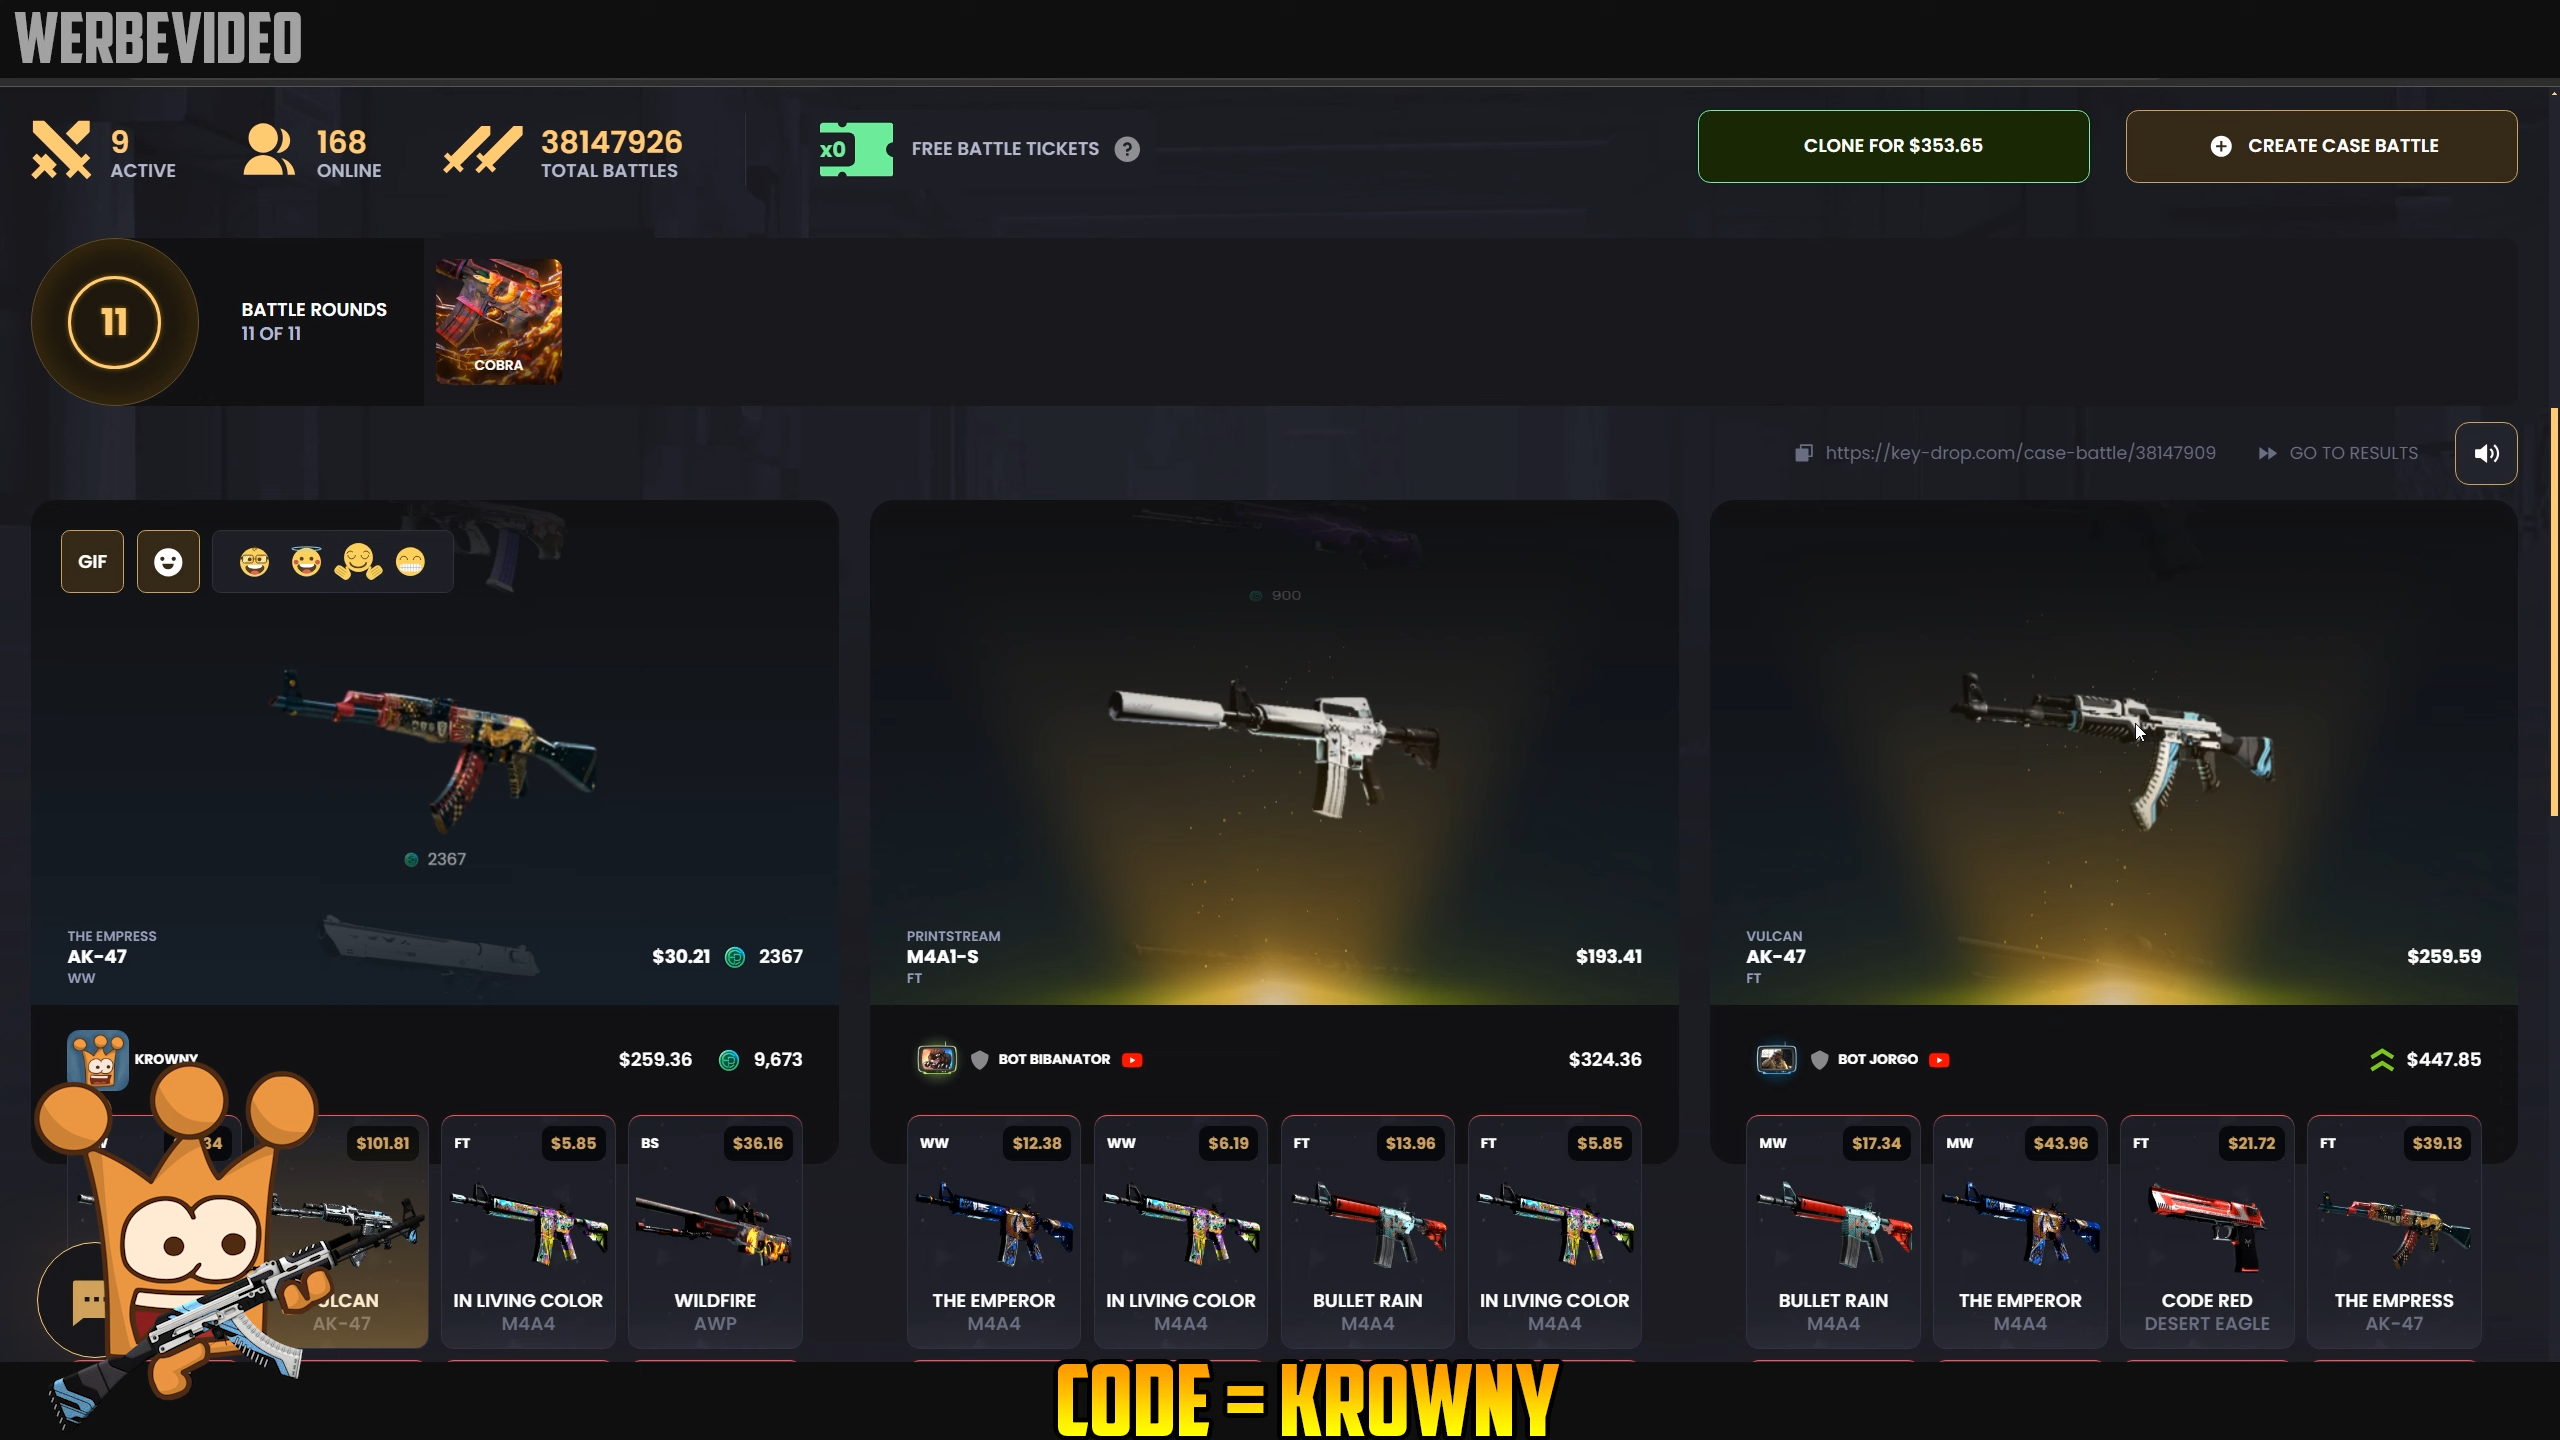 WERBEVIDEO
9
ACTIVE
168
ONLINE
38147926
TOTAL BATTLES
x0
FREE BATTLE TICKETS
?
CLONE FOR $353.65
CREATE CASE BATTLE
11
BATTLE ROUNDS
11 OF 11
COBRA
https://key-drop.com/case-battle/38147909
GO TO RESULTS
GIF
900
2367
THE EMPRESS
AK-47
WW
$30.21 2367
PRINTSTREAM
M4A1-S
FT
$193.41
VULCAN
AK-47
FT
$259.59
KROWNY
$259.36 9,673
BOT BIBANATOR
$324.36
BOT JORGO
$447.85
$101.81
FT $5.85
IN LIVING COLOR
M4A4
BS $36.16
WILDFIRE
AWP
AK-47
WW $12.38
THE EMPEROR
M4A4
WW $6.19
IN LIVING COLOR
M4A4
FT $13.96
BULLET RAIN
M4A4
FT $5.85
IN LIVING COLOR
M4A4
MW $17.34
BULLET RAIN
M4A4
MW $43.96
THE EMPEROR
M4A4
FT $21.72
CODE RED
DESERT EAGLE
FT $39.13
THE EMPRESS
AK-47
CODE = KROWNY